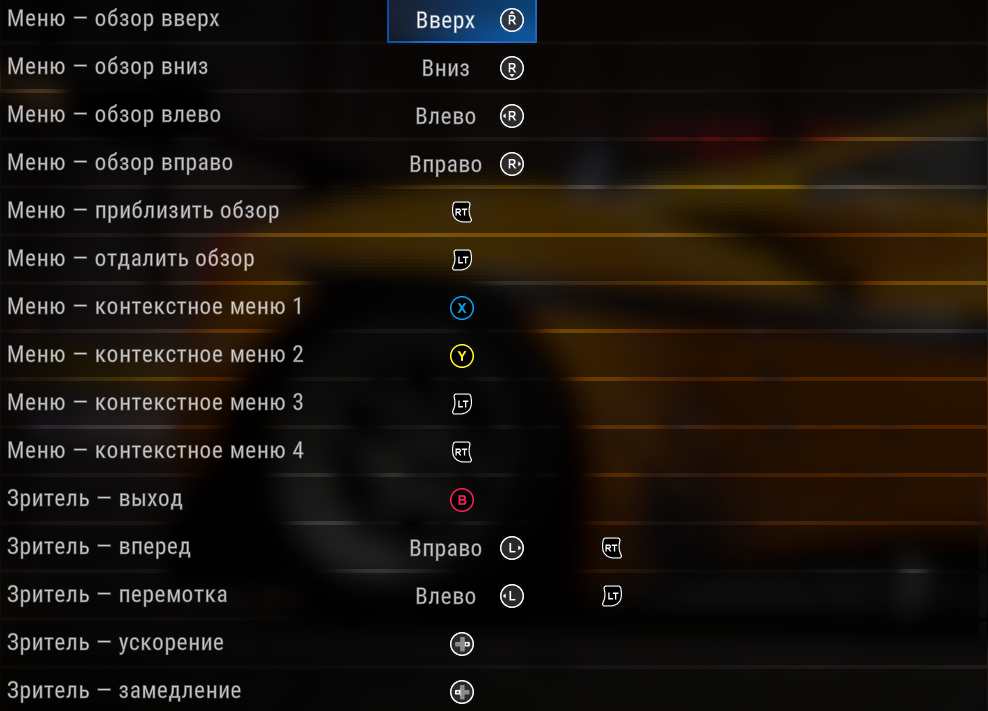 Меню — обзор вверх Вверх R
Меню — обзор вниз Вниз R
Меню — обзор влево Влево R
Меню — обзор вправо Вправо R
Меню — приблизить обзор RT
Меню — отдалить обзор LT
Меню — контекстное меню 1 X
Меню — контекстное меню 2 Y
Меню — контекстное меню 3 LT
Меню — контекстное меню 4 RT
Зритель — выход B
Зритель — вперед Вправо L RT
Зритель — перемотка Влево L LT
Зритель — ускорение
Зритель — замедление